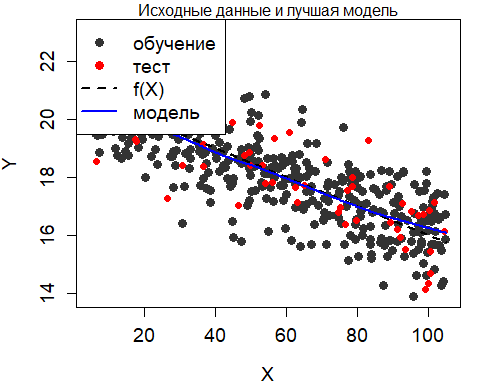 Исходные данные и лучшая модель
обучение
тест
f(X)
модель
22
20
18
16
14
Y
20 40 60 80 100
X